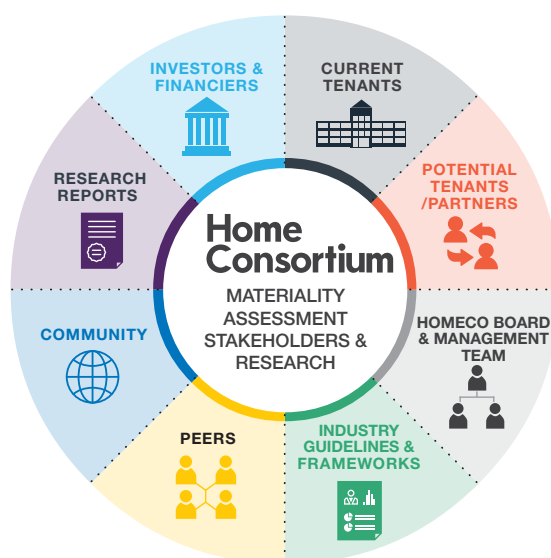 INVESTORS &
FINANCIERS
CURRENT
TENANTS
POTENTIAL
TENANTS
/PARTNERS
HOMECO BOARD
& MANAGEMENT
TEAM
INDUSTRY
GUIDELINES &
FRAMEWORKS
PEERS
COMMUNITY
RESEARCH
REPORTS
Home
Consortium
MATERIALITY
ASSESSMENT
STAKEHOLDERS &
RESEARCH